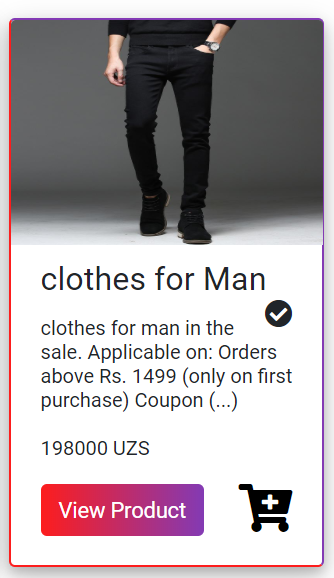 clothes for Man
clothes for man in the
sale. Applicable on: Orders
above Rs. 1499 (only on first
purchase) Coupon (...)
198000 UZS
View Product